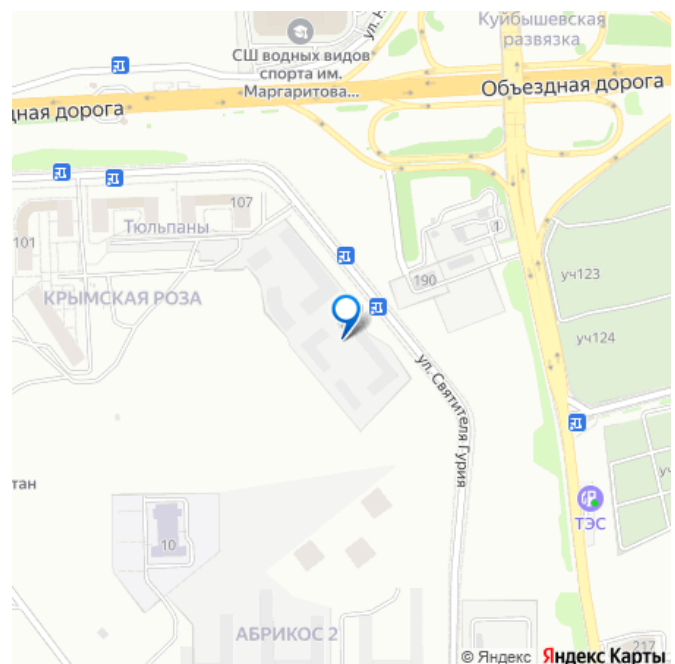 Куйбышевская
развязка
ул. Н
СШ водных видов
спорта им.
Маргаритова...
Объездная дорога
дная дорога
107
Тюльпаны
101
1
190
уч123
КРЫМСКАЯ РОЗА
уч124
ул. Святителя Гурия
тан
ТЭС
10
АБРИКОС 2
217
© Яндекс Яндекс Карты